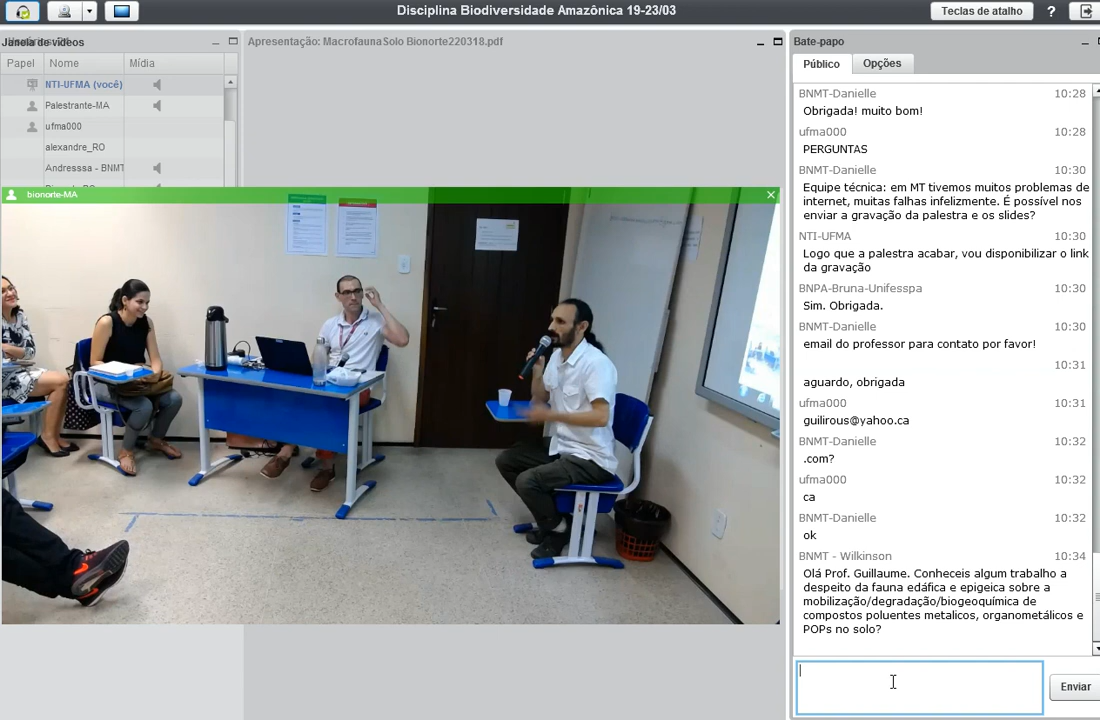 Disciplina Biodiversidade Amazônica 19-23/03
Teclas de atalho
?
Janela de videos
Papel Nome Mídia
NTI-UFMA (você)
Palestrante-MA
ufma000
alexandre_RO
Andresssa - BNMT
bionorte-MA
Apresentação: MacrofaunaSolo Bionorte220318.pdf
Bate-papo
Público Opções
BNMT-Danielle 10:28
Obrigada! muito bom!
ufma000 10:28
PERGUNTAS
BNMT-Danielle 10:30
Equipe técnica: em MT tivemos muitos problemas de
internet, muitas falhas infelizmente. É possível nos
enviar a gravação da palestra e os slides?
NTI-UFMA 10:30
Logo que a palestra acabar, vou disponibilizar o link
da gravação
BNPA-Bruna-Unifesspa 10:30
Sim. Obrigada.
BNMT-Danielle 10:30
email do professor para contato por favor!
10:31
aguardo, obrigada
ufma000 10:31
guilirous@yahoo.ca
BNMT-Danielle 10:32
.com?
ufma000 10:32
ca
BNMT-Danielle 10:32
ok
BNMT - Wilkinson 10:34
Olá Prof. Guillaume. Conheceis algum trabalho a
despeito da fauna edáfica e epigeica sobre a
mobilização/degradação/biogeoquímica de
compostos poluentes metalicos, organometálicos e
POPs no solo?
Enviar